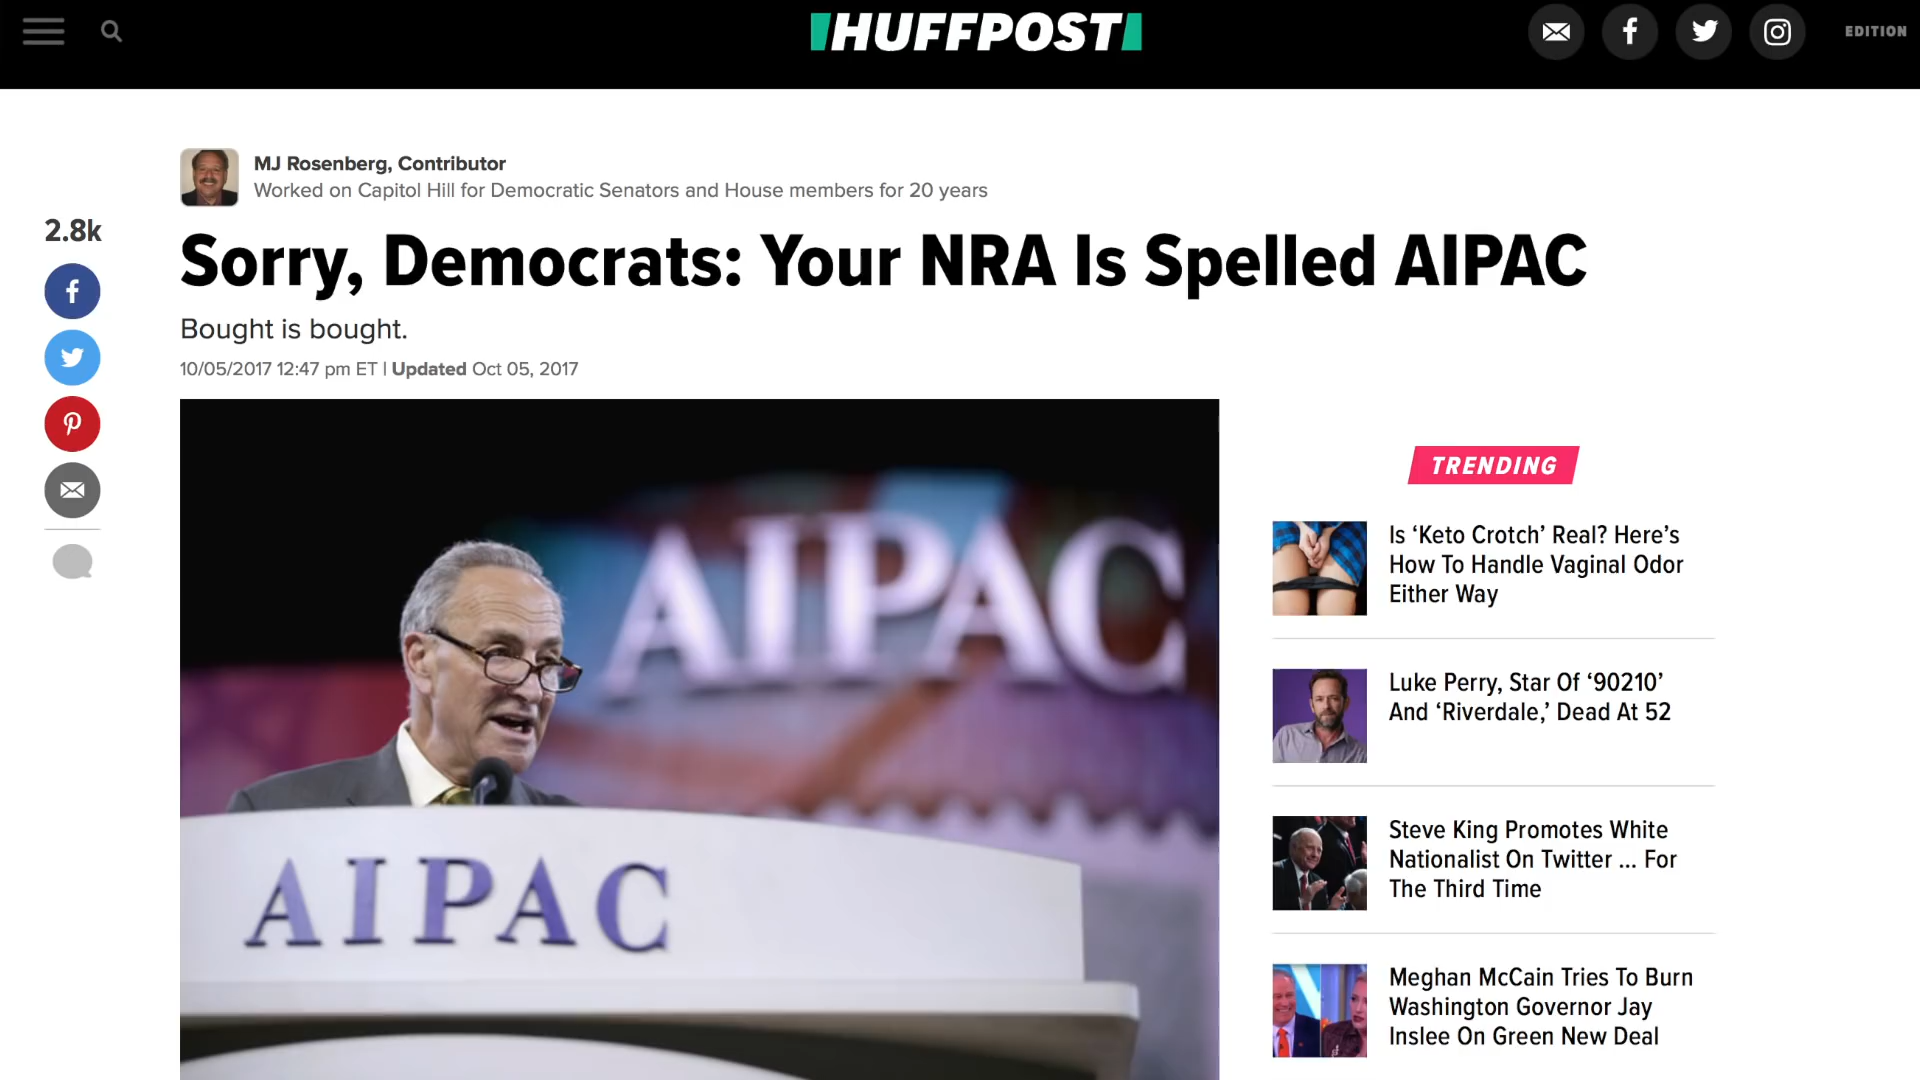 HUFFPOST
EDITION
MJ Rosenberg, Contributor
Worked on Capitol Hill for Democratic Senators and House members for 20 years
2.8k
Sorry, Democrats: Your NRA Is Spelled AIPAC
Bought is bought.
10/05/2017 12:47 pm ET | Updated Oct 05, 2017
AIPAC
AIPAC
TRENDING
Is ‘Keto Crotch’ Real? Here’s
How To Handle Vaginal Odor
Either Way
Luke Perry, Star Of ‘90210’
And ‘Riverdale,’ Dead At 52
Steve King Promotes White
Nationalist On Twitter ... For
The Third Time
Meghan McCain Tries To Burn
Washington Governor Jay
Inslee On Green New Deal